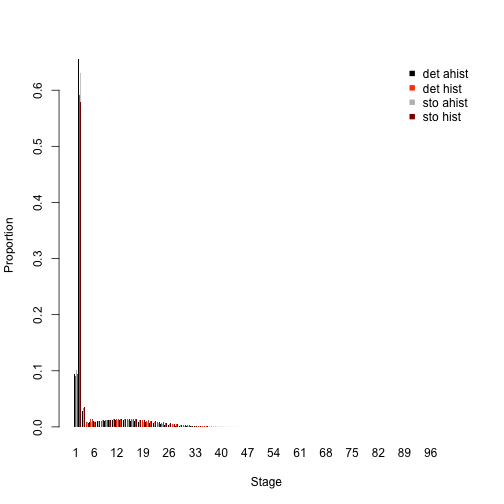 det ahist
det hist
sto ahist
sto hist
Proportion
0.6
0.5
0.4
0.3
0.2
0.1
0.0
1 6 12 19 26 33 40 47 54 61 68 75 82 89 96
Stage